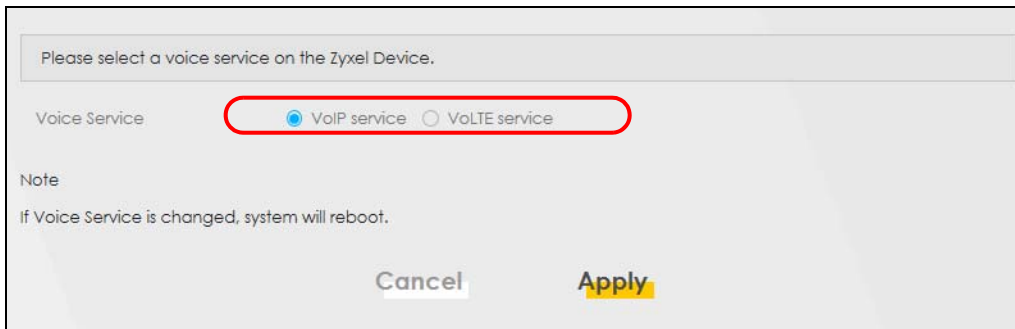 Please select a voice service on the Zyxel Device.
Voice Service VoIP service VoLTE service
Note
If Voice Service is changed, system will reboot.
Cancel Apply